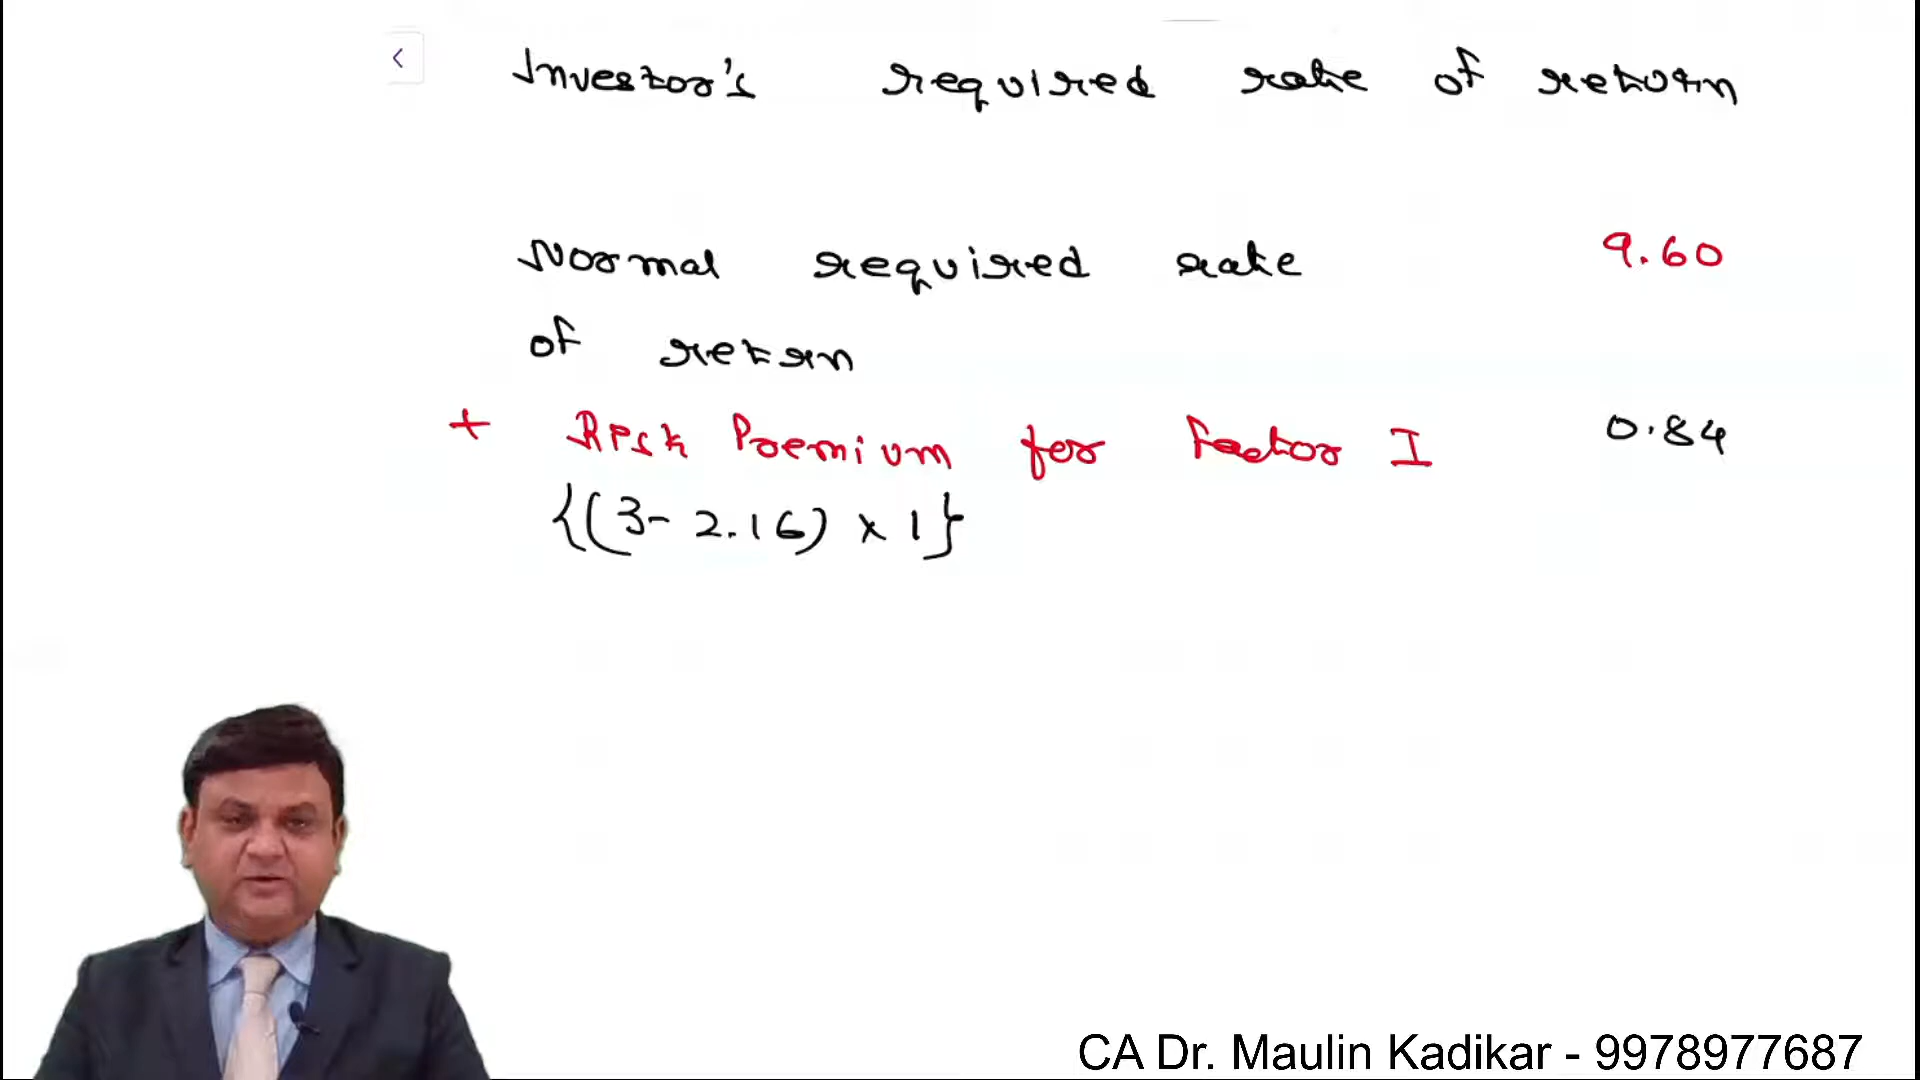 Investor's required rate of return
Normal required rate 9.60
of return
+ Risk Premium for factor I 0.84
{(3- 2.16) x 1}
CA Dr. Maulin Kadikar - 9978977687